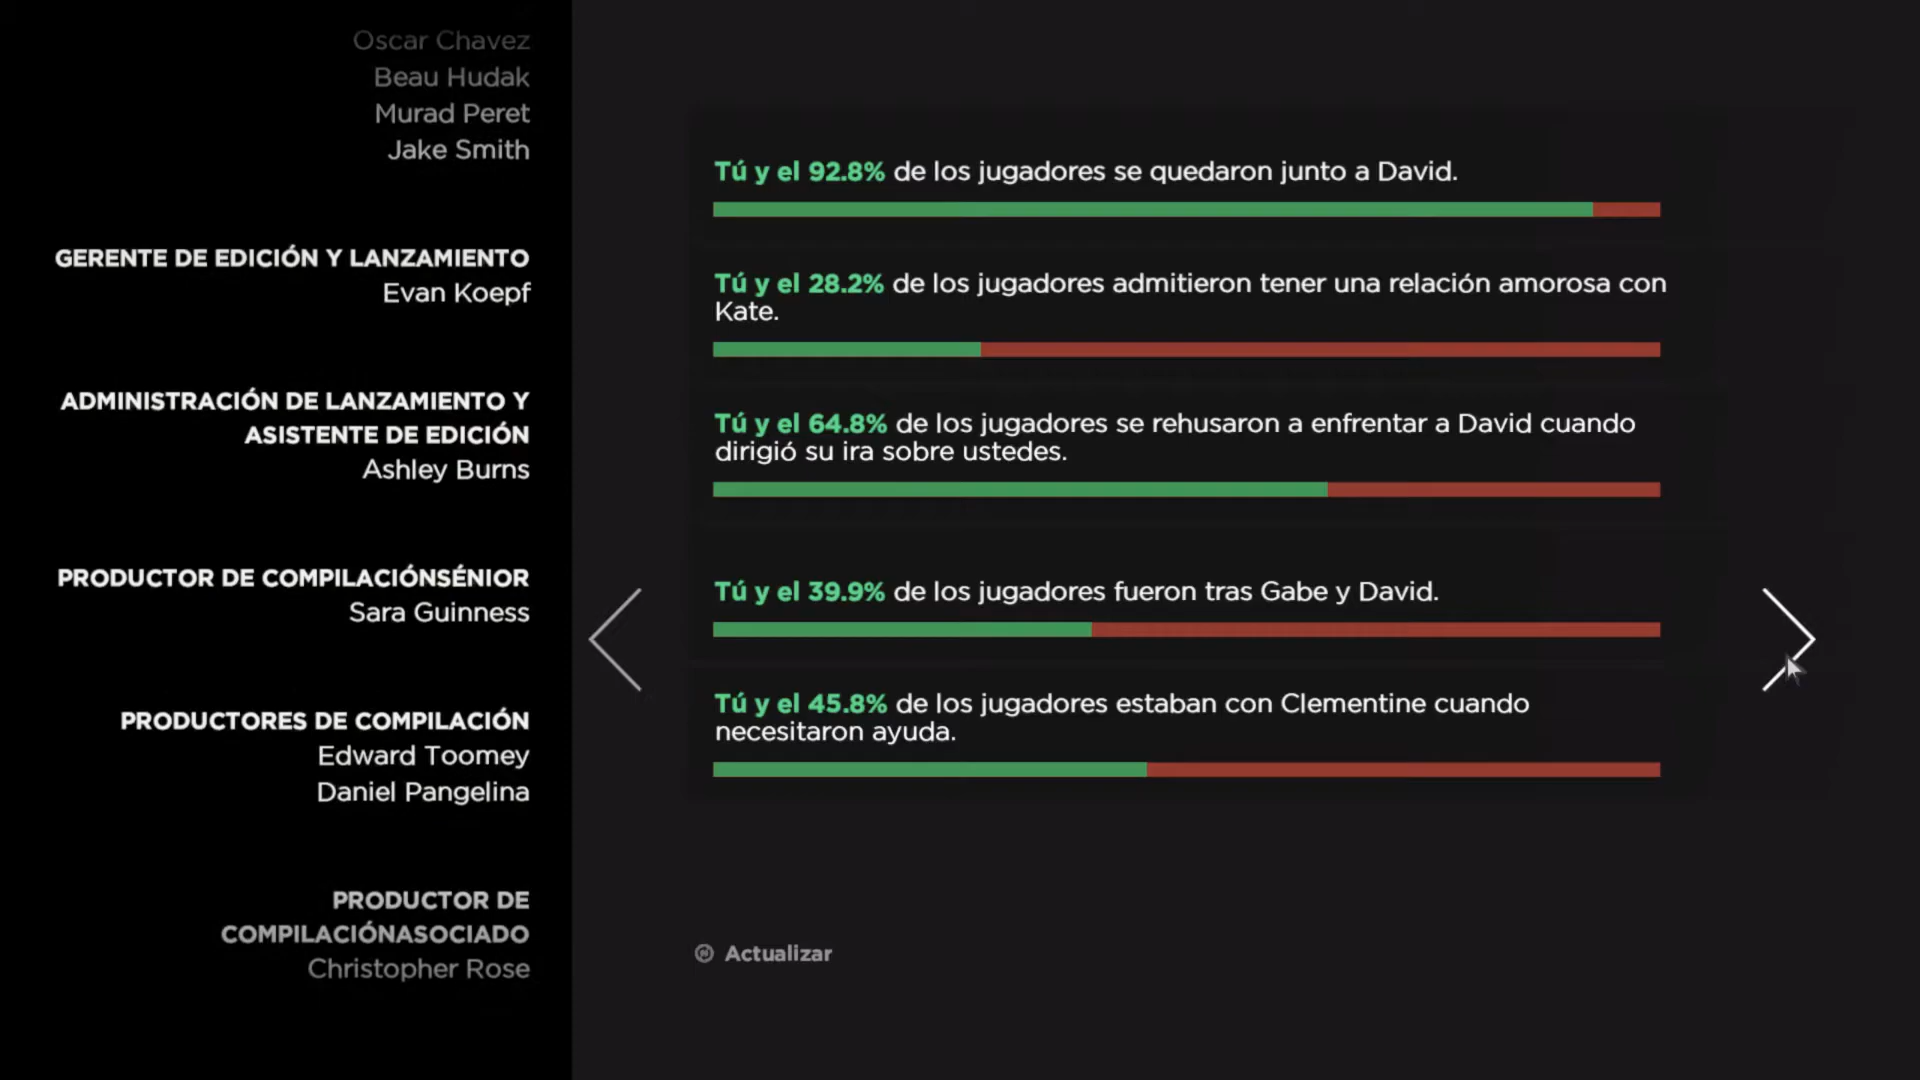 Oscar Chavez
Beau Hudak
Murad Peret
Jake Smith
GERENTE DE EDICIÓN Y LANZAMIENTO
Evan Koepf
ADMINISTRACIÓN DE LANZAMIENTO Y
ASISTENTE DE EDICIÓN
Ashley Burns
PRODUCTOR DE COMPILACIÓNSÉNIOR
Sara Guinness
PRODUCTORES DE COMPILACIÓN
Edward Toomey
Daniel Pangelina
PRODUCTOR DE
COMPILACIÓNASOCIADO
Christopher Rose
Tú y el 92.8% de los jugadores se quedaron junto a David.
Tú y el 28.2% de los jugadores admitieron tener una relación amorosa con
Kate.
Tú y el 64.8% de los jugadores se rehusaron a enfrentar a David cuando
dirigió su ira sobre ustedes.
Tú y el 39.9% de los jugadores fueron tras Gabe y David.
Tú y el 45.8% de los jugadores estaban con Clementine cuando
necesitaron ayuda.
Actualizar